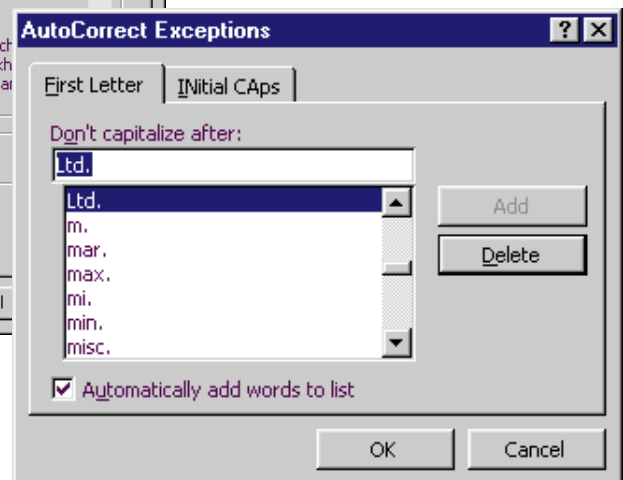 AutoCorrect Exceptions
First Letter
INitial CAps
Don't capitalize after:
Ltd.
Ltd.
m.
mar.
max.
mi.
min.
misc.
Add
Delete
Automatically add words to list
OK
Cancel